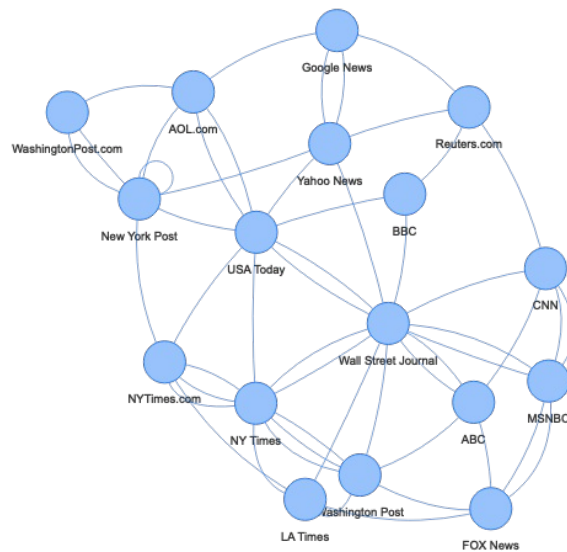 Google News
AOL.com
WashingtonPost.com
Reuters.com
Yahoo News
New York Post
BBC
USA Today
CNN
Wall Street Journal
NYTimes.com
MSNBC
NY Times
ABC
Washington Post
LA Times
FOX News